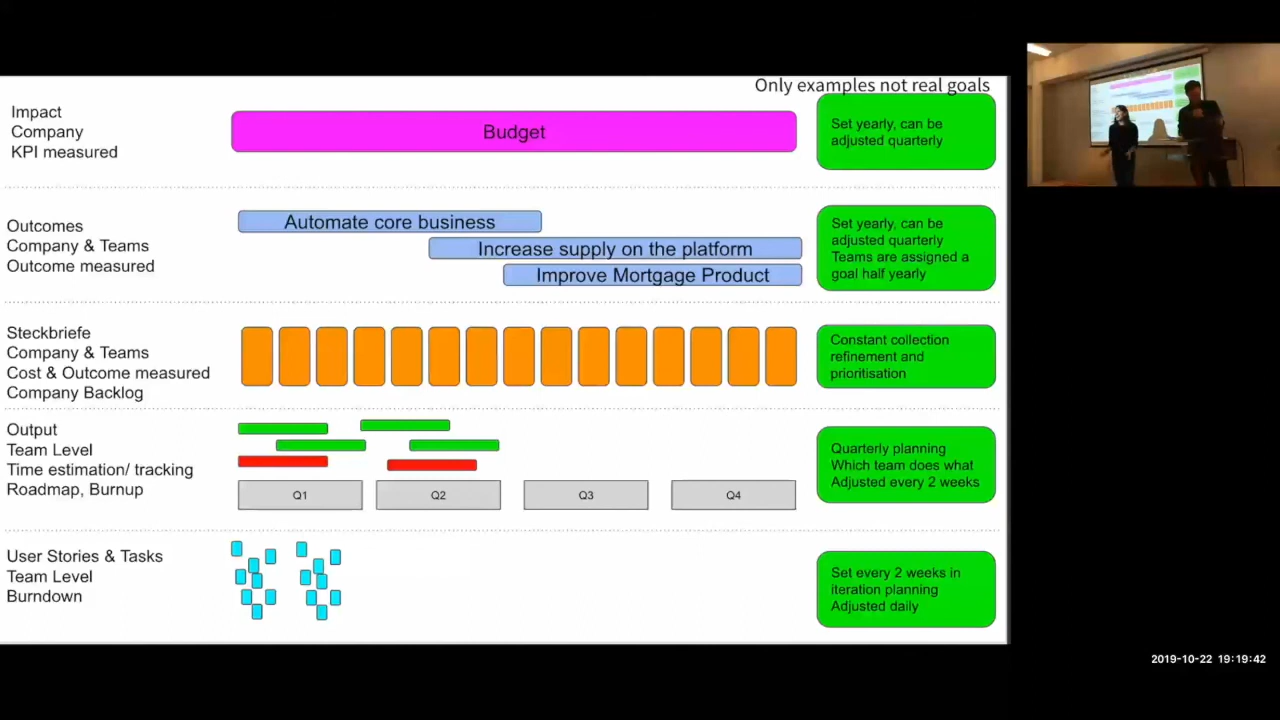 Only examples not real goals
Impact
Company
KPI measured
Budget
Set yearly, can be
adjusted quarterly
Outcomes
Company & Teams
Outcome measured
Automate core business
Increase supply on the platform
Improve Mortgage Product
Set yearly, can be
adjusted quarterly
Teams are assigned a
goal half yearly
Steckbriefe
Company & Teams
Cost & Outcome measured
Company Backlog
Constant collection
refinement and
prioritisation
Output
Team Level
Time estimation/ tracking
Roadmap, Burnup
Q1
Q2
Q3
Q4
Quarterly planning
Which team does what
Adjusted every 2 weeks
User Stories & Tasks
Team Level
Burndown
Set every 2 weeks in
iteration planning
Adjusted daily
2019-10-22 19:19:42